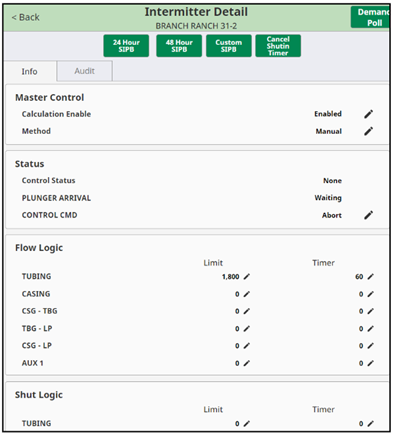 < Back
Intermitter Detail
BRANCH RANCH 31-2
Demand
Poll
24 Hour
SIPB
48 Hour
SIPB
Custom
SIPB
Cancel
Shutin
Timer
Info
Audit
Master Control
Calculation Enable Enabled
Method Manual
Status
Control Status None
PLUNGER ARRIVAL Waiting
CONTROL CMD Abort
Flow Logic
Limit Timer
TUBING 1,800 60
CASING 0 0
CSG - TBG 0 0
TBG - LP 0 0
CSG - LP 0 0
AUX 1 0 0
Shut Logic
Limit Timer
TUBING 0 0